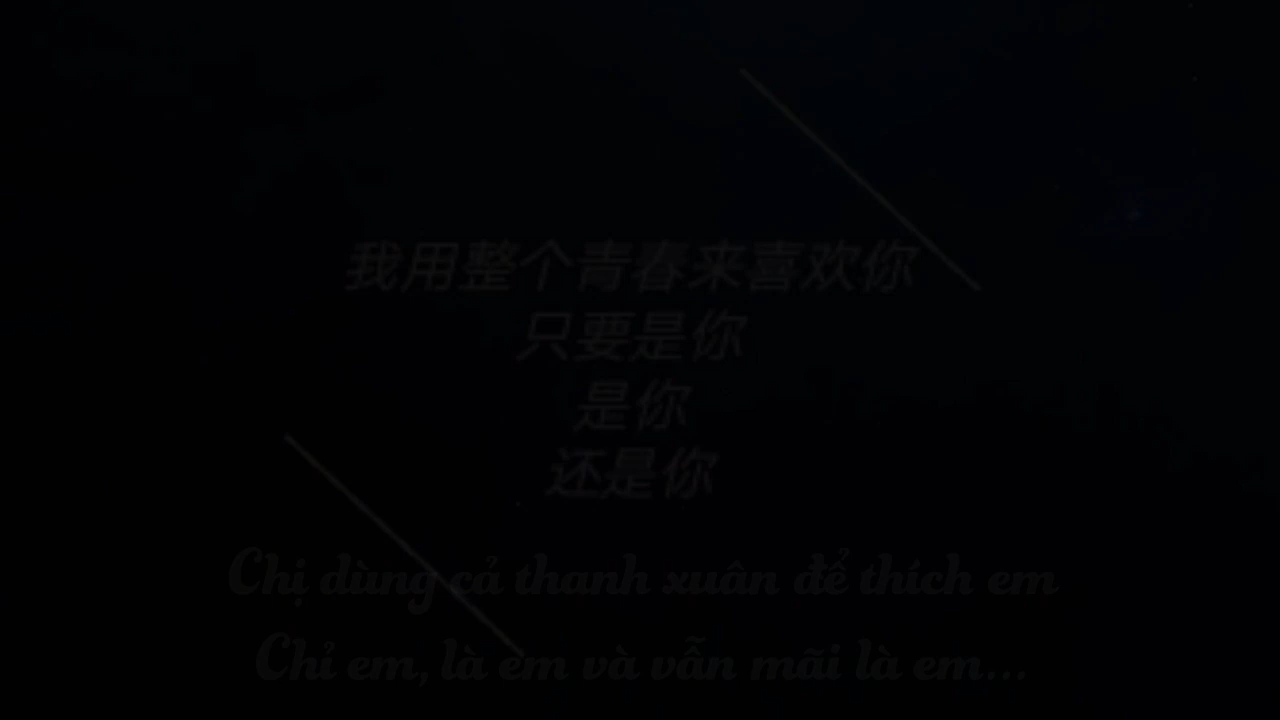 我用整个青春来喜欢你
只要是你
是你
还是你
Chị dùng cả thanh xuân để thích em
Chỉ em, là em và vẫn mãi là em...